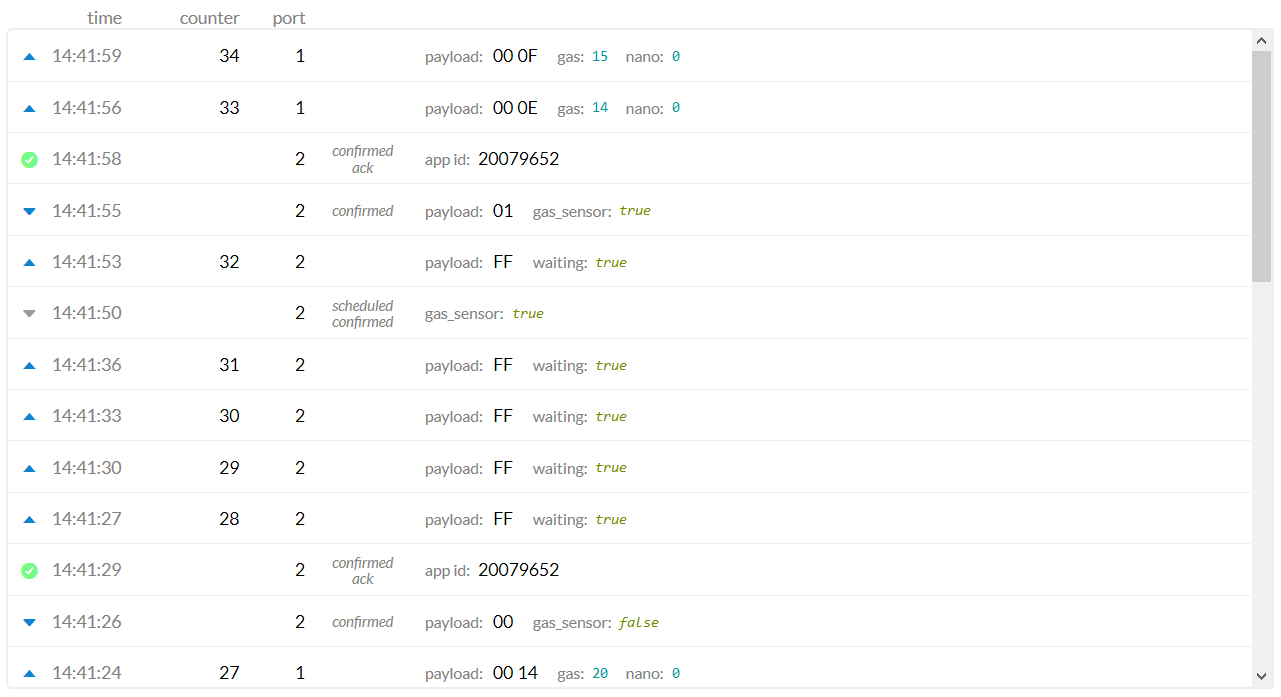 time counter port
14:41:59 34 1 payload: 00 0F gas: 15 nano: 0
14:41:56 33 1 payload: 00 0E gas: 14 nano: 0
14:41:58 2 confirmed ack app id: 20079652
14:41:55 2 confirmed payload: 01 gas_sensor: true
14:41:53 32 2 payload: FF waiting: true
14:41:50 2 scheduled confirmed gas_sensor: true
14:41:36 31 2 payload: FF waiting: true
14:41:33 30 2 payload: FF waiting: true
14:41:30 29 2 payload: FF waiting: true
14:41:27 28 2 payload: FF waiting: true
14:41:29 2 confirmed ack app id: 20079652
14:41:26 2 confirmed payload: 00 gas_sensor: false
14:41:24 27 1 payload: 00 14 gas: 20 nano: 0